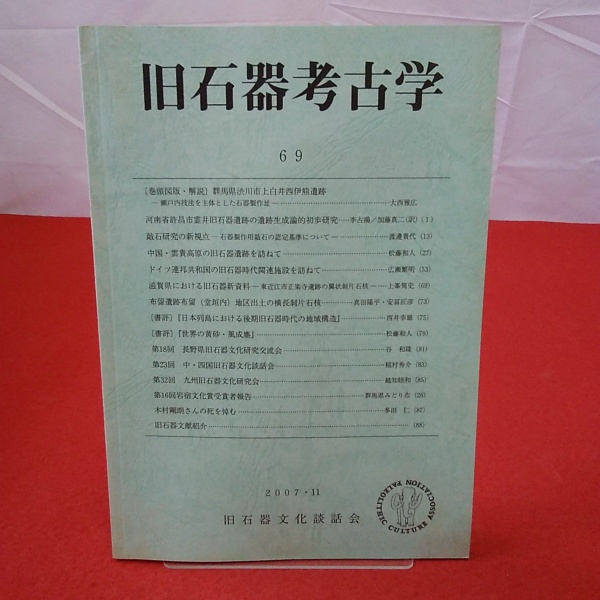 旧石器考古学
69
〔巻頭図版・解説〕群馬県渋川市上白井西伊熊遺跡
―瀬戸内技法を主体とした石器製作址―……大西雅広
河南省許昌市霊井旧石器遺跡の遺跡生成論的初歩研究……李占揚／加藤真二(訳)(1)
敲石研究の新視点―石器製作用敲石の認定基準について―……渡邊貴代(13)
中国・雲貴高原の旧石器遺跡を訪ねて……松藤和人(27)
ドイツ連邦共和国の旧石器時代関連施設を訪ねて……広瀬繁明(53)
滋賀県における旧石器新資料―東近江市正楽寺遺跡の翼状剝片石核―……上峯篤史(69)
布留遺跡布留(堂垣内)地区出土の横長剝片石核……真田陽平・安冨匠彦(73)
〔書評〕『日本列島における後期旧石器時代の地域構造』……西井幸雄(75)
〔書評〕『世界の黄砂・風成塵』……松藤和人(79)
第18回 長野県旧石器文化研究交流会……谷 和隆(81)
第23回 中・四国旧石器文化談話会……稲村秀介(83)
第32回 九州旧石器文化研究会……越知睦和(85)
第16回岩宿文化賞受賞者報告……群馬県みどり市(26)
木村剛朗さんの死を悼む……多田 仁(87)
旧石器文献紹介……(88)
2007・11
旧石器文化談話会
PALEOLITHIC CULTURE ASSOCIATION